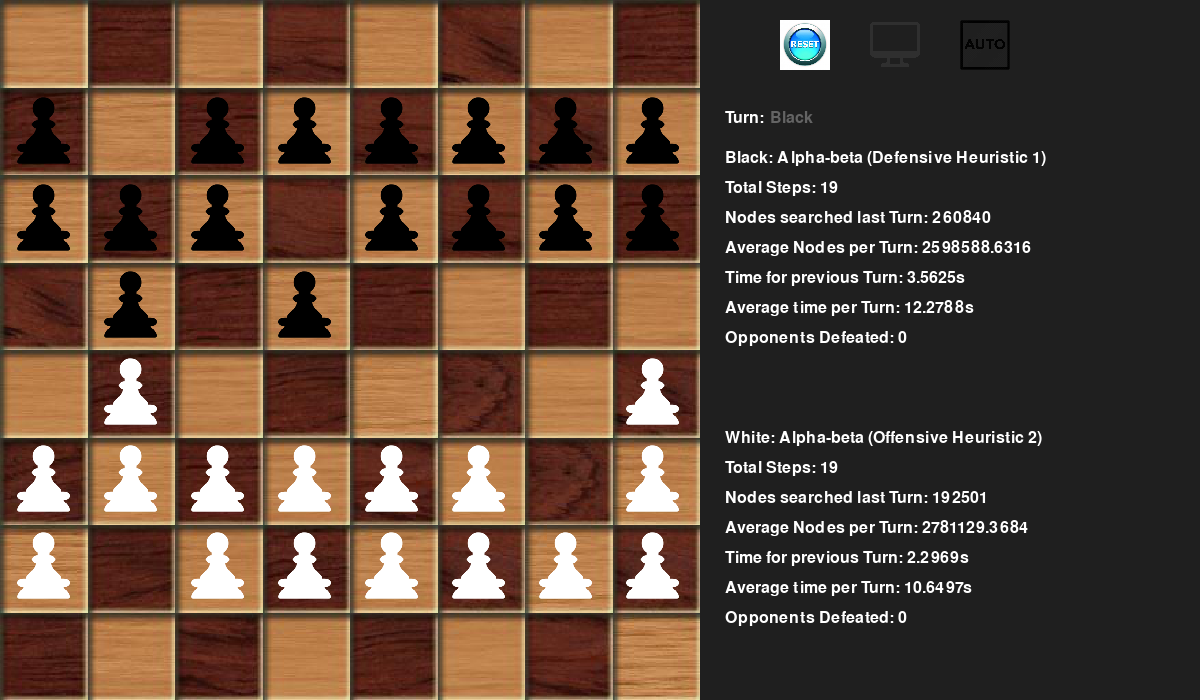 RESET
AUTO
Turn: Black
Black: Alpha-beta (Defensive Heuristic 1)
Total Steps: 19
Nodes searched last Turn: 260840
Average Nodes per Turn: 2598588.6316
Time for previous Turn: 3.5625s
Average time per Turn: 12.2788s
Opponents Defeated: 0
White: Alpha-beta (Offensive Heuristic 2)
Total Steps: 19
Nodes searched last Turn: 192501
Average Nodes per Turn: 2781129.3684
Time for previous Turn: 2.2969s
Average time per Turn: 10.6497s
Opponents Defeated: 0